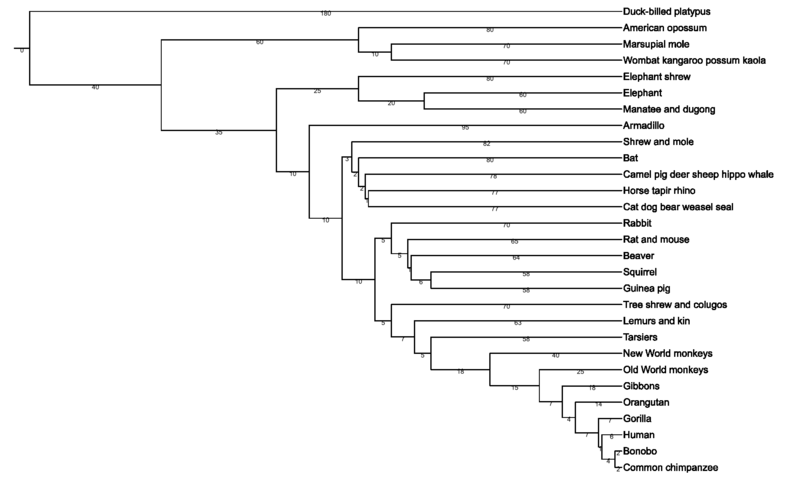 Duck-billed platypus
180
American opossum
80
60
Marsupial mole
70
0
10
Wombat kangaroo possum kaola
70
Elephant shrew
80
40
25
Elephant
60
20
Manatee and dugong
60
Armadillo
95
35
Shrew and mole
82
Bat
80
3
10
2
Camel pig deer sheep hippo whale
78
Horse tapir rhino
77
2
Cat dog bear weasel seal
77
10
Rabbit
70
Rat and mouse
65
5
Beaver
64
5
Squirrel
58
10
6
Guinea pig
58
Tree shrew and colugos
70
Lemurs and kin
63
5
Tarsiers
58
7
New World monkeys
40
5
Old World monkeys
25
18
Gibbons
18
15
Orangutan
14
7
Gorilla
7
4
Human
6
7
Bonobo
2
4
Common chimpanzee
2